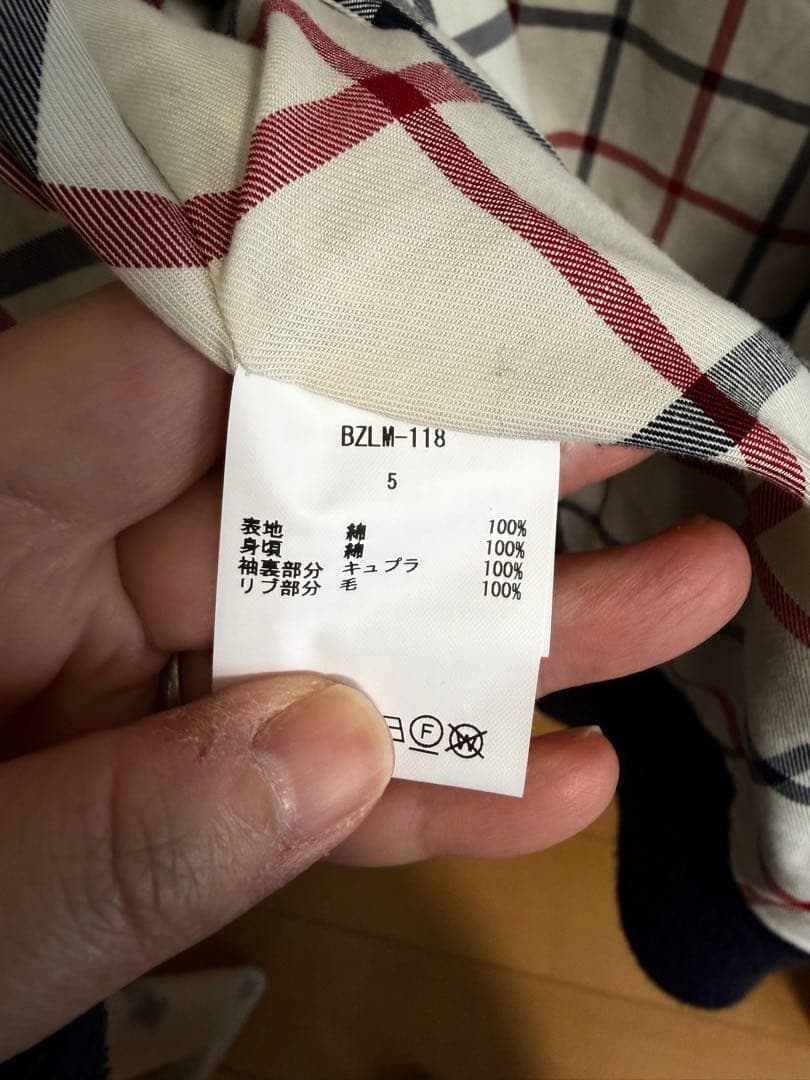 BZLM-118
5
表地 綿 100%
身頃 綿 100%
袖裏部分 キュプラ 100%
リブ部分 毛 100%
F W